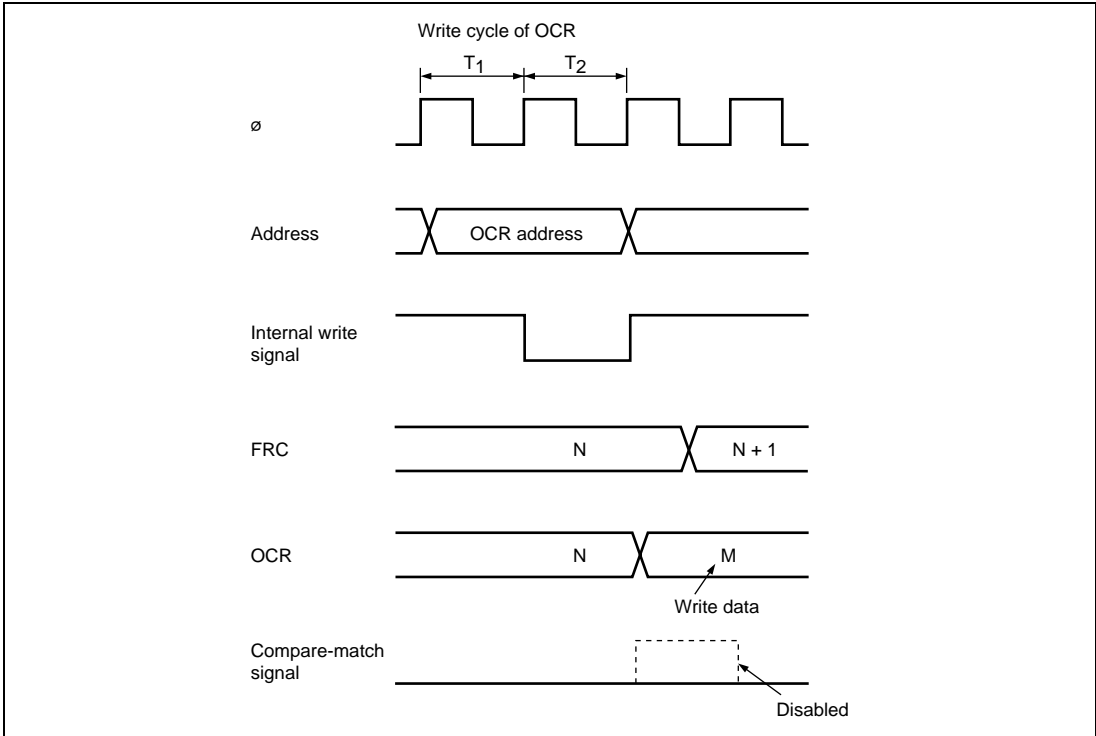 Write cycle of OCR
T1 T2
ø
Address
OCR address
Internal write
signal
FRC
N
N + 1
OCR
N
M
Write data
Compare-match
signal
Disabled